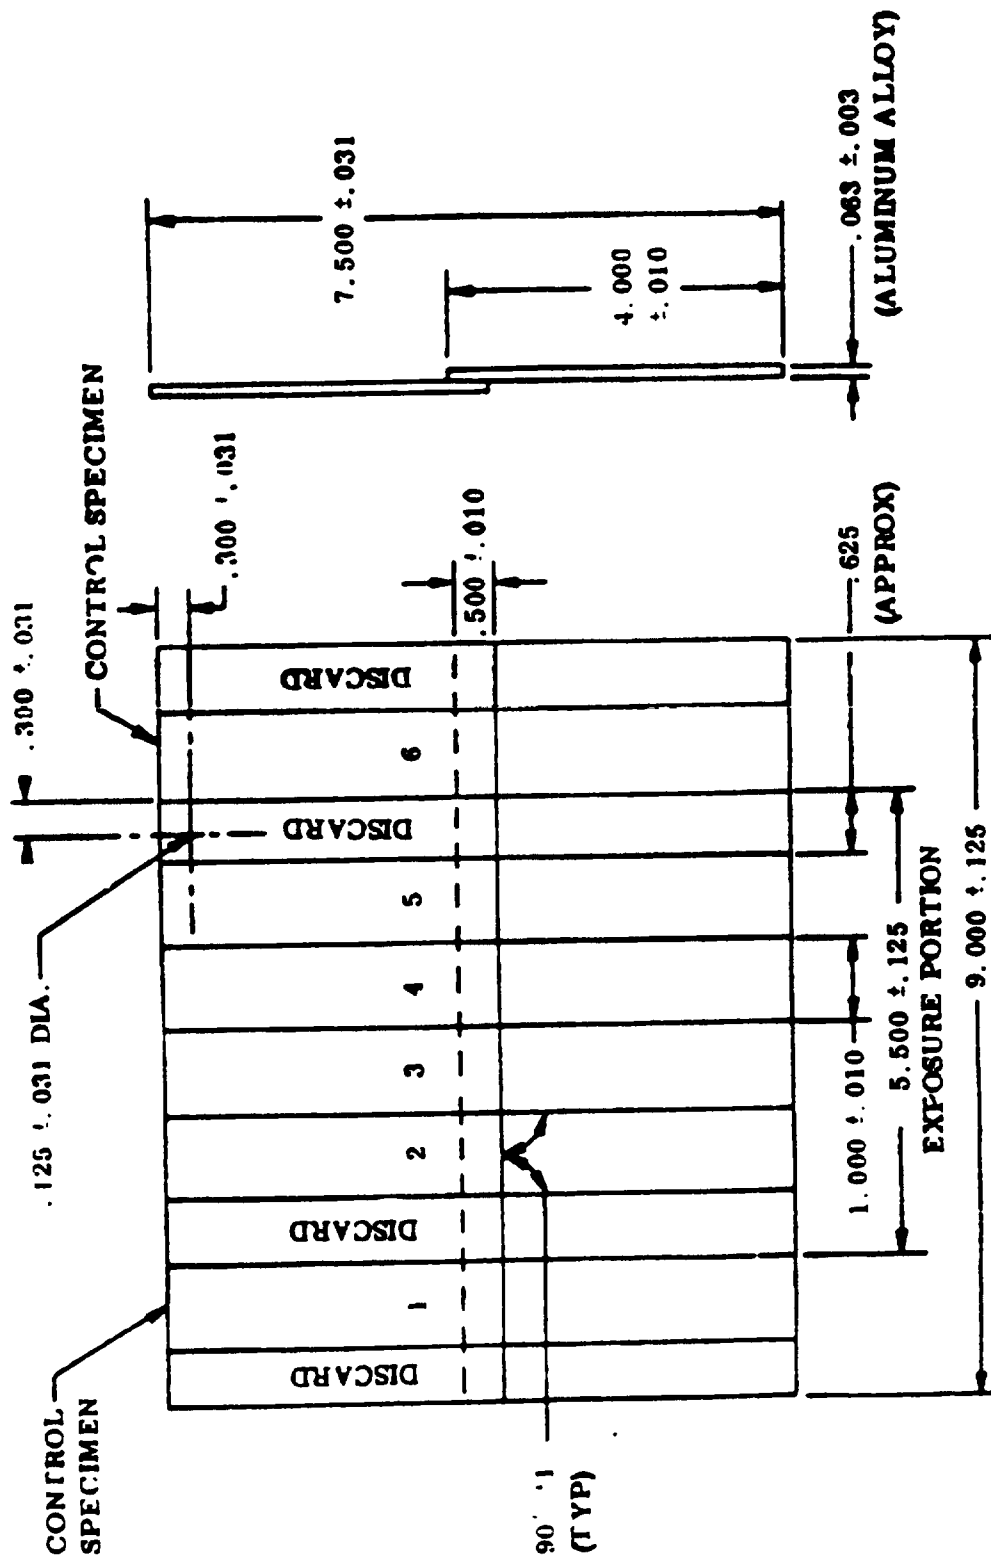 CONTROL
SPECIMEN
.125 ±.031 DIA.
.300 ±.031
CONTROL SPECIMEN
.300 ±.031
7.500 ±.031
DISCARD
1
DISCARD
2
3
4
5
DISCARD
6
DISCARD
.500 ±.010
4.000
±.010
90
(TYP)
1.000 ±.010
.625
(APPROX)
.063 ±.003
(ALUMINUM ALLOY)
5.500 ±.125
EXPOSURE PORTION
9.000 ±.125